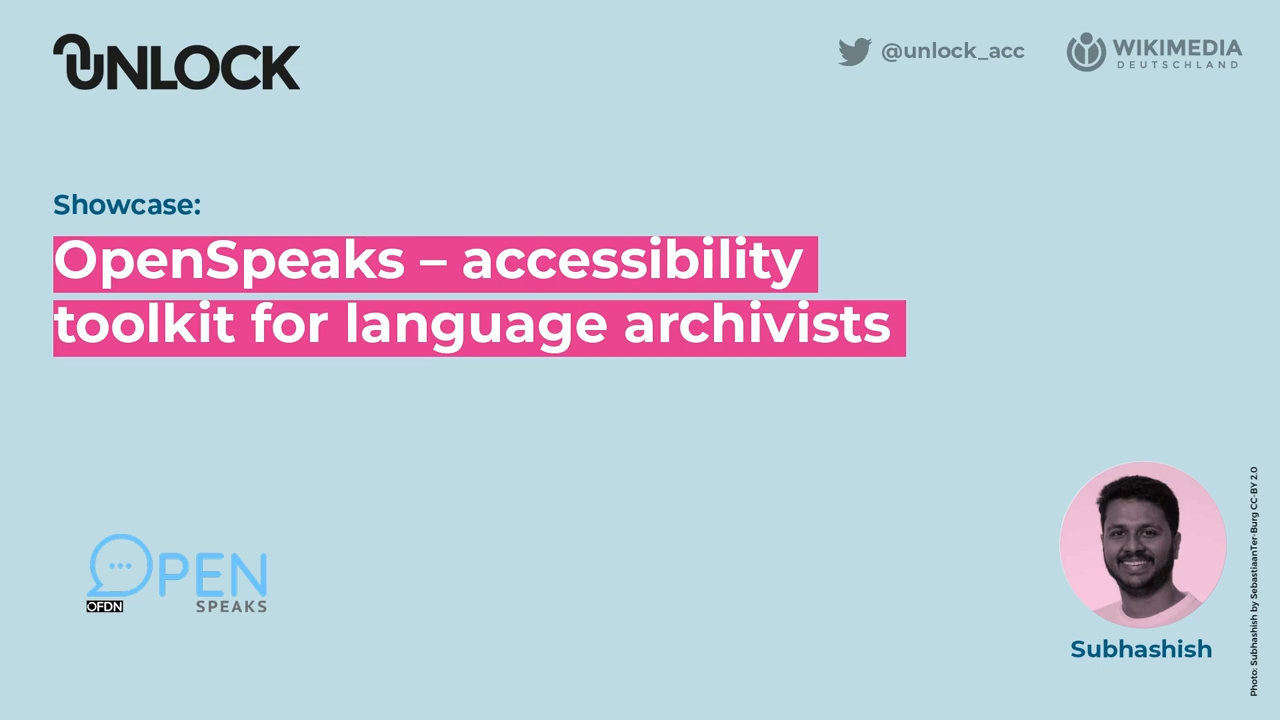 UNLOCK
@unlock_acc
WIKIMEDIA
DEUTSCHLAND
Showcase:
OpenSpeaks – accessibility
toolkit for language archivists
OPEN
OFDN
SPEAKS
Subhashish
Photo: Subhashish by SebastiaanTer-Burg CC-BY 2.0